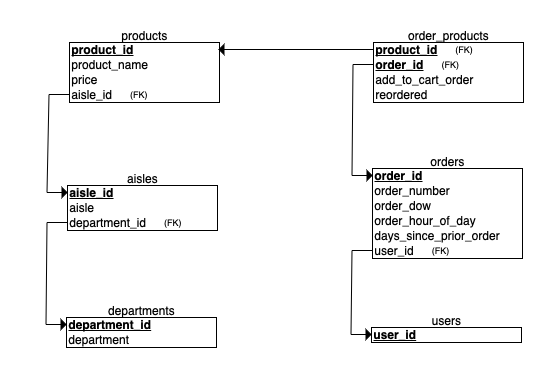 products
product_id
product_name
price
aisle_id (FK)
order_products
product_id (FK)
order_id (FK)
add_to_cart_order
reordered
aisles
aisle_id
aisle
department_id (FK)
orders
order_id
order_number
order_dow
order_hour_of_day
days_since_prior_order
user_id (FK)
departments
department_id
department
users
user_id